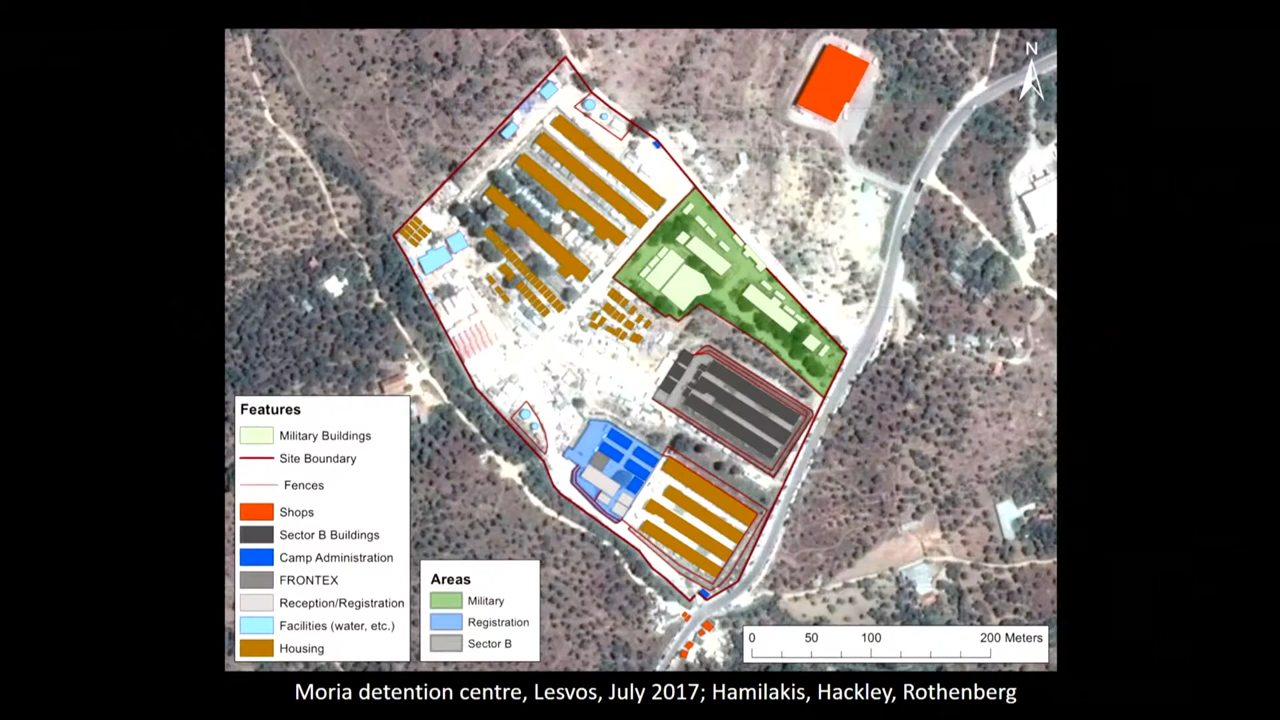 N
Features
Military Buildings
Site Boundary
Fences
Shops
Sector B Buildings
Camp Administration
FRONTEX
Reception/Registration
Facilities (water, etc.)
Housing
Areas
Military
Registration
Sector B
0 50 100 200 Meters
Moria detention centre, Lesvos, July 2017; Hamilakis, Hackley, Rothenberg